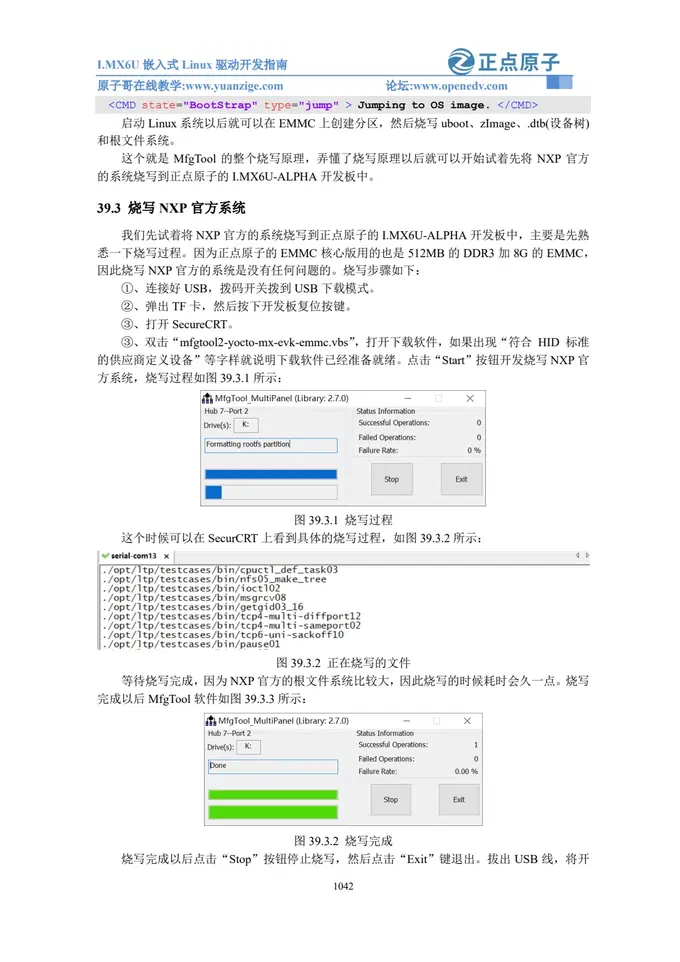 I.MX6U 嵌入式 Linux 驱动开发指南
正点原子
原子哥在线教学:www.yuanzige.com 论坛:www.openedv.com
<CMD state="BootStrap" type="jump" > Jumping to OS image. </CMD>
启动 Linux 系统以后就可以在 EMMC 上创建分区，然后烧写 uboot、zImage、.dtb(设备树)
和根文件系统。
这个就是 MfgTool 的整个烧写原理，弄懂了烧写原理以后就可以开始试着先将 NXP 官方
的系统烧写到正点原子的 I.MX6U-ALPHA 开发板中。
39.3 烧写 NXP 官方系统
我们先试着将 NXP 官方的系统烧写到正点原子的 I.MX6U-ALPHA 开发板中，主要是先熟
悉一下烧写过程。因为正点原子的 EMMC 核心版用的也是 512MB 的 DDR3 加 8G 的 EMMC，
因此烧写 NXP 官方的系统是没有任何问题的。烧写步骤如下：
①、连接好 USB，拨码开关拨到 USB 下载模式。
②、弹出 TF 卡，然后按下开发板复位按键。
③、打开 SecureCRT。
③、双击“mfgtool2-yocto-mx-evk-emmc.vbs”，打开下载软件，如果出现“符合 HID 标准
的供应商定义设备”等字样就说明下载软件已经准备就绪。点击“Start”按钮开发烧写 NXP 官
方系统，烧写过程如图 39.3.1 所示：
MfgTool_MultiPanel (Library: 2.7.0)
Hub 7--Port 2 Status Information
Drive(s): K: Successful Operations: 0
Formatting rootfs partition Failed Operations: 0
Failure Rate: 0 %
Stop Exit
图 39.3.1 烧写过程
这个时候可以在 SecurCRT 上看到具体的烧写过程，如图 39.3.2 所示：
serial-com13 x
./opt/ltp/testcases/bin/cpuctl_def_task03
./opt/ltp/testcases/bin/nfs05_make_tree
./opt/ltp/testcases/bin/ioctl02
./opt/ltp/testcases/bin/msgrcv08
./opt/ltp/testcases/bin/getgid03_16
./opt/ltp/testcases/bin/tcp4-multi-diffport12
./opt/ltp/testcases/bin/tcp4-multi-sameport02
./opt/ltp/testcases/bin/tcp6-uni-sackoff10
./opt/ltp/testcases/bin/pause01
图 39.3.2 正在烧写的文件
等待烧写完成，因为 NXP 官方的根文件系统比较大，因此烧写的时候耗时会久一点。烧写
完成以后 MfgTool 软件如图 39.3.3 所示：
MfgTool_MultiPanel (Library: 2.7.0)
Hub 7--Port 2 Status Information
Drive(s): K: Successful Operations: 1
Done Failed Operations: 0
Failure Rate: 0.00 %
Stop Exit
图 39.3.2 烧写完成
烧写完成以后点击“Stop”按钮停止烧写，然后点击“Exit”键退出。拔出 USB 线，将开
1042